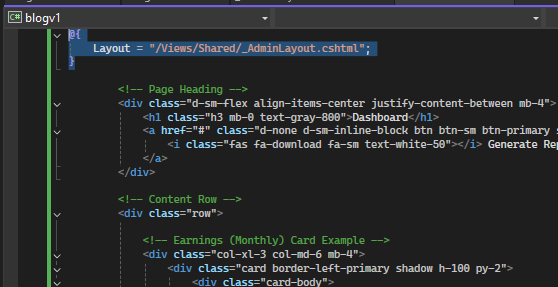 C# blogv1
@{
Layout = "/Views/Shared/_AdminLayout.cshtml";
}
<!-- Page Heading -->
<div class="d-sm-flex align-items-center justify-content-between mb-4">
<h1 class="h3 mb-0 text-gray-800">Dashboard</h1>
<a href="#" class="d-none d-sm-inline-block btn btn-sm btn-primary s
<i class="fas fa-download fa-sm text-white-50"></i> Generate Rep
</a>
</div>
<!-- Content Row -->
<div class="row">
<!-- Earnings (Monthly) Card Example -->
<div class="col-xl-3 col-md-6 mb-4">
<div class="card border-left-primary shadow h-100 py-2">
<div class="card-body">